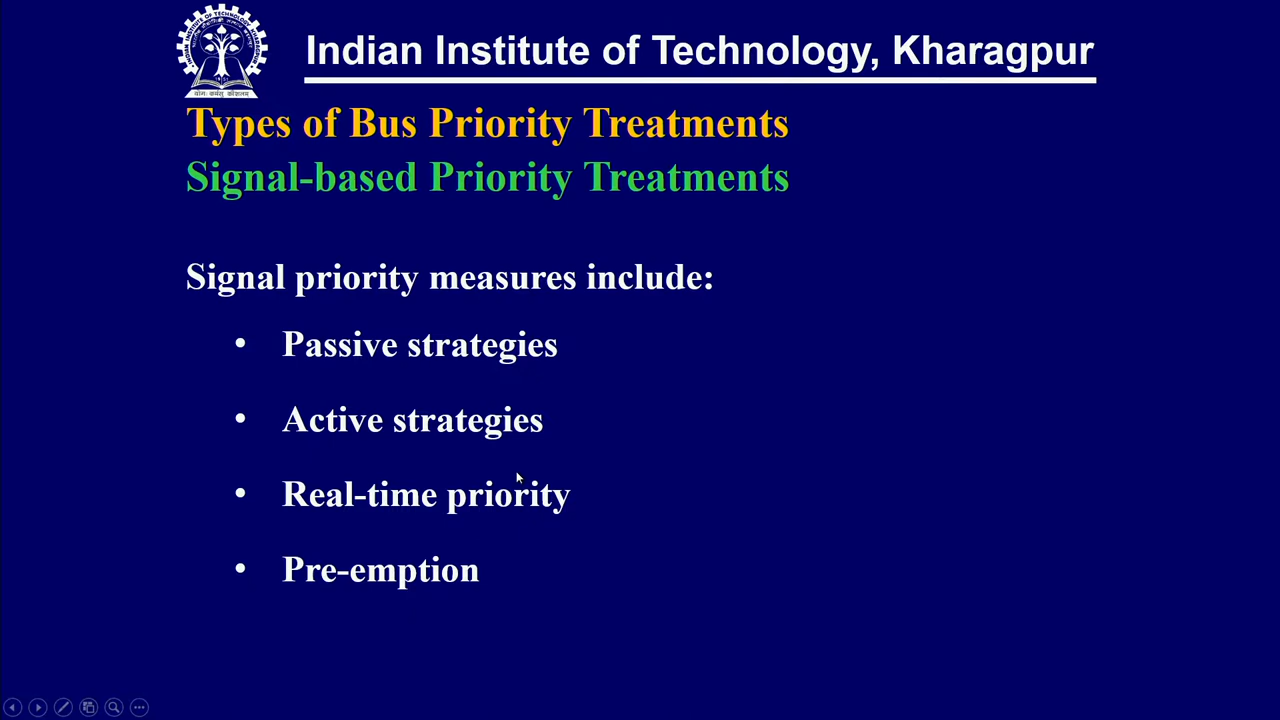 Indian Institute of Technology, Kharagpur
Types of Bus Priority Treatments
Signal-based Priority Treatments
Signal priority measures include:
• Passive strategies
• Active strategies
• Real-time priority
• Pre-emption